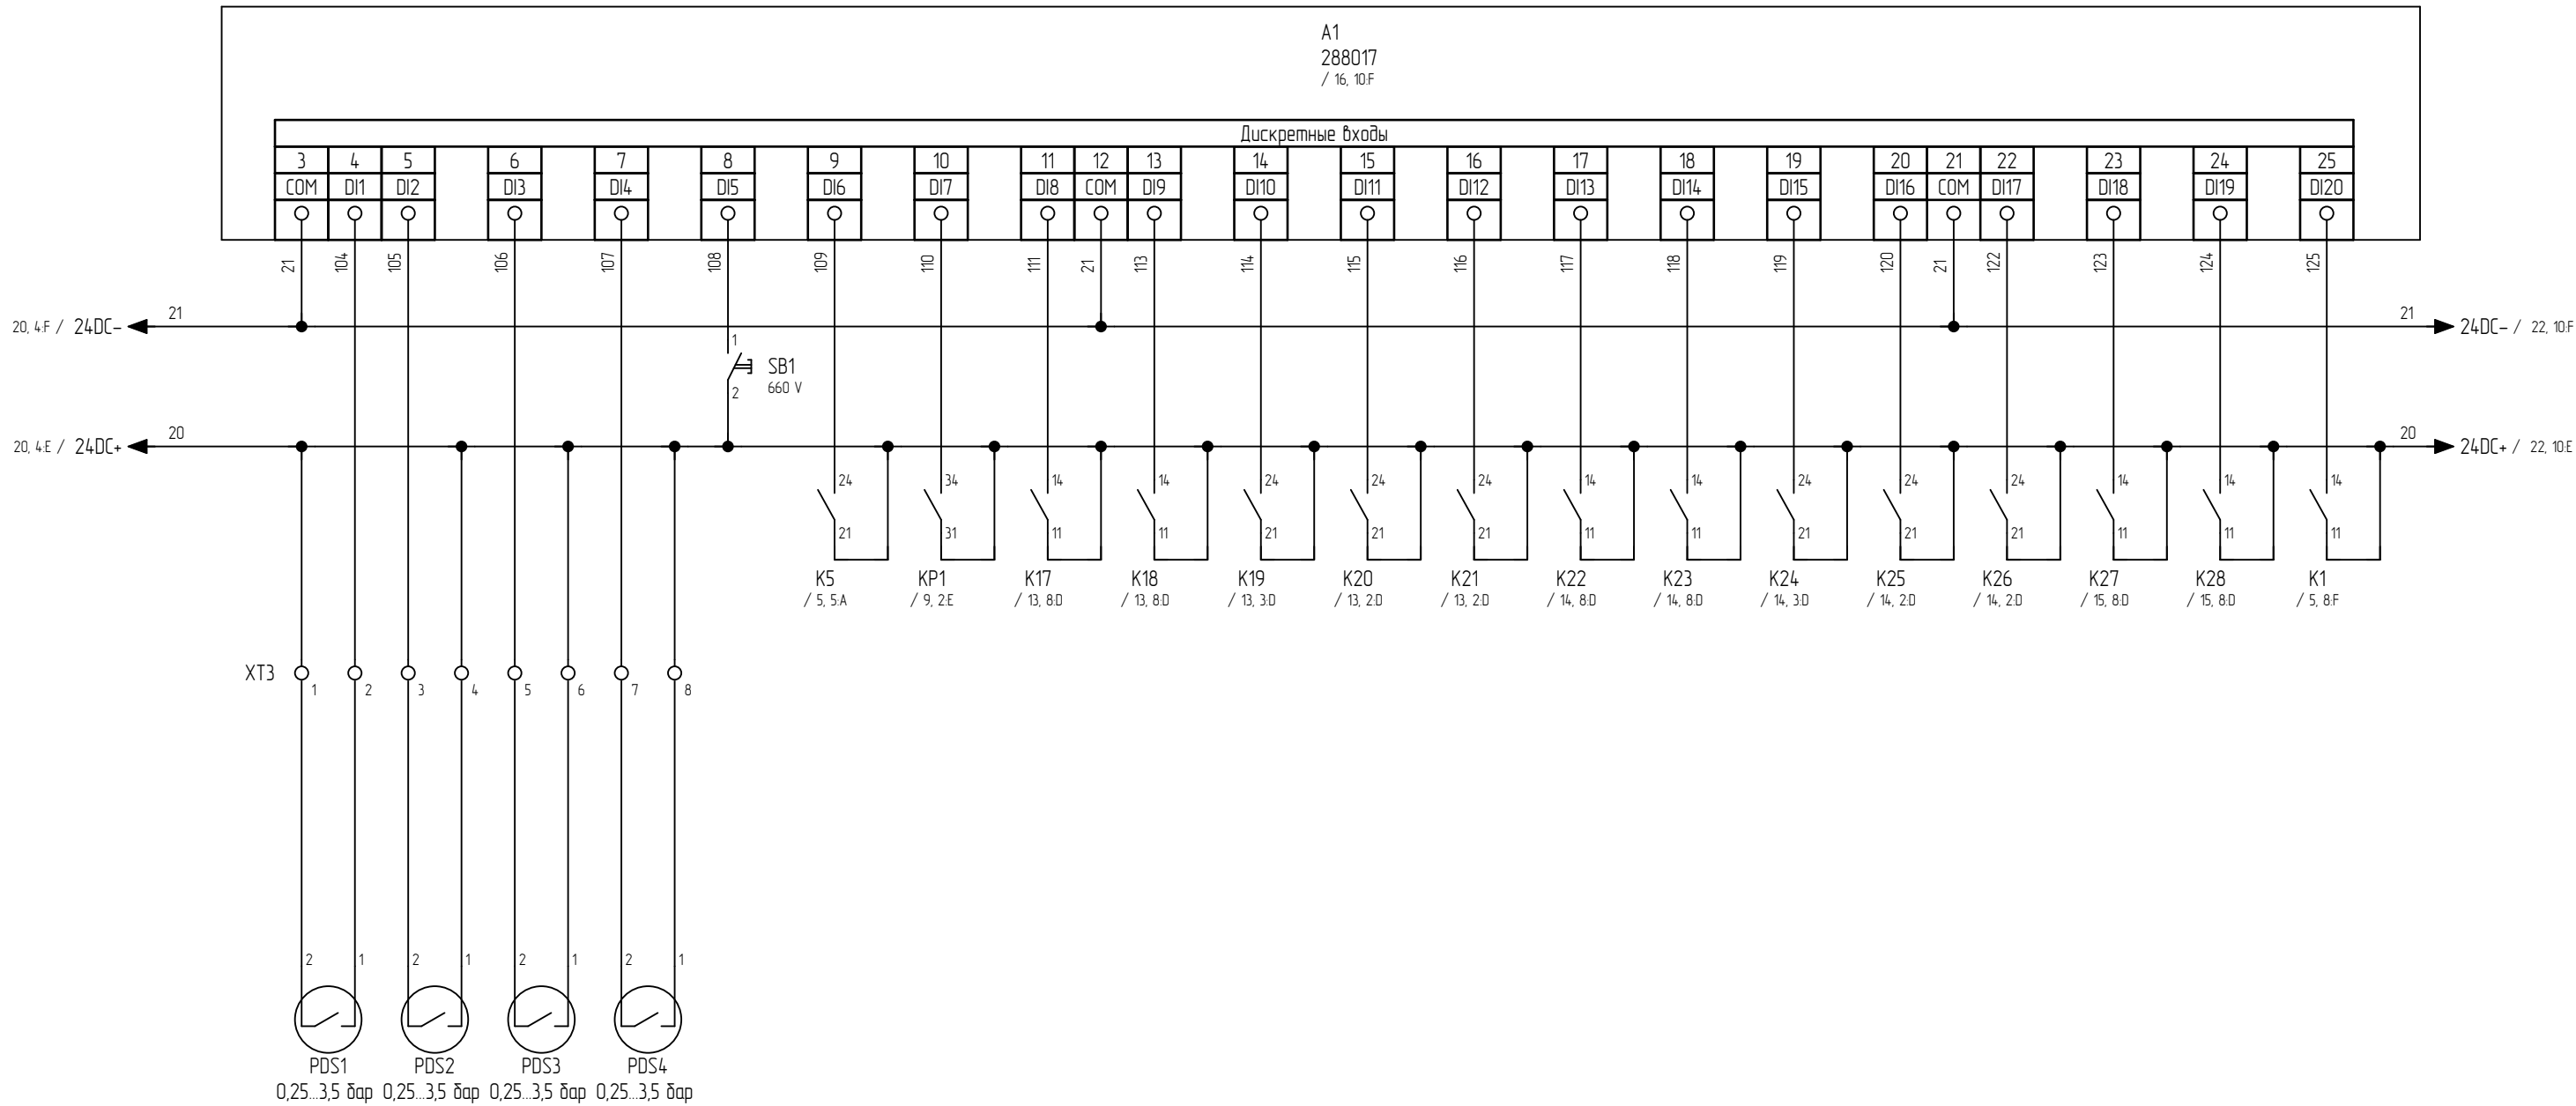 A1
288017
/ 16, 10:F
Дискретные входы
3 4 5 6 7 8 9 10 11 12 13 14 15 16 17 18 19 20 21 22 23 24 25
COM DI1 DI2 DI3 DI4 DI5 DI6 DI7 DI8 COM DI9 DI10 DI11 DI12 DI13 DI14 DI15 DI16 COM DI17 DI18 DI19 DI20
21 104 105 106 107 108 109 110 111 21 113 114 115 116 117 118 119 120 21 122 123 124 125
21 21
20, 4:F / 24DC- 24DC- / 22, 10:F
1
SB1
660 V
2
20 20
20, 4:E / 24DC+ 24DC+ / 22, 10:E
24 34 14 14 24 24 24 14 14 24 24 24 14 14 14
21 31 11 11 21 21 21 11 11 21 21 21 11 11 11
K5 KP1 K17 K18 K19 K20 K21 K22 K23 K24 K25 K26 K27 K28 K1
/ 5, 5:A / 9, 2:E / 13, 8:D / 13, 8:D / 13, 3:D / 13, 2:D / 13, 2:D / 14, 8:D / 14, 8:D / 14, 3:D / 14, 2:D / 14, 2:D / 15, 8:D / 15, 8:D / 5, 8:F
XT3
1 2 3 4 5 6 7 8
2 1 2 1 2 1 2 1
PDS1 PDS2 PDS3 PDS4
0,25...3,5 бар 0,25...3,5 бар 0,25...3,5 бар 0,25...3,5 бар